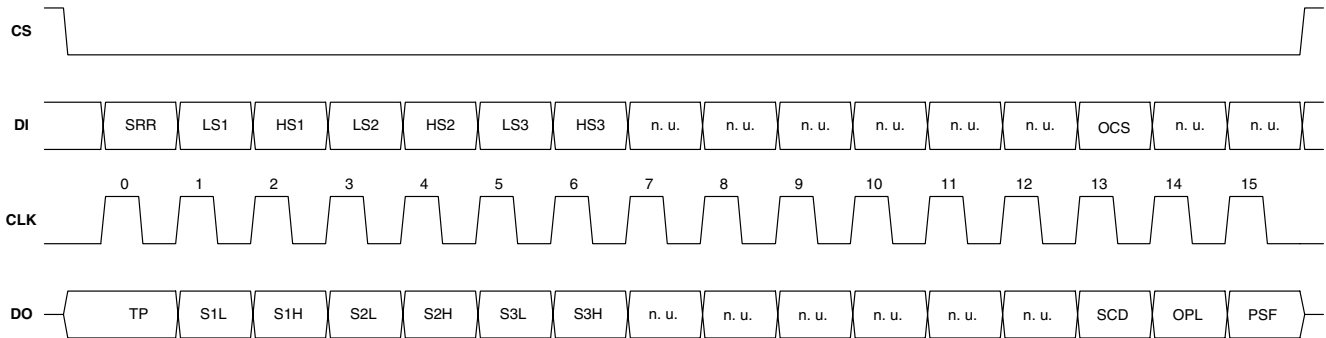 CS
DI SRR LS1 HS1 LS2 HS2 LS3 HS3 n. u. n. u. n. u. n. u. n. u. n. u. OCS n. u. n. u.
0 1 2 3 4 5 6 7 8 9 10 11 12 13 14 15
CLK
DO TP S1L S1H S2L S2H S3L S3H n. u. n. u. n. u. n. u. n. u. n. u. SCD OPL PSF